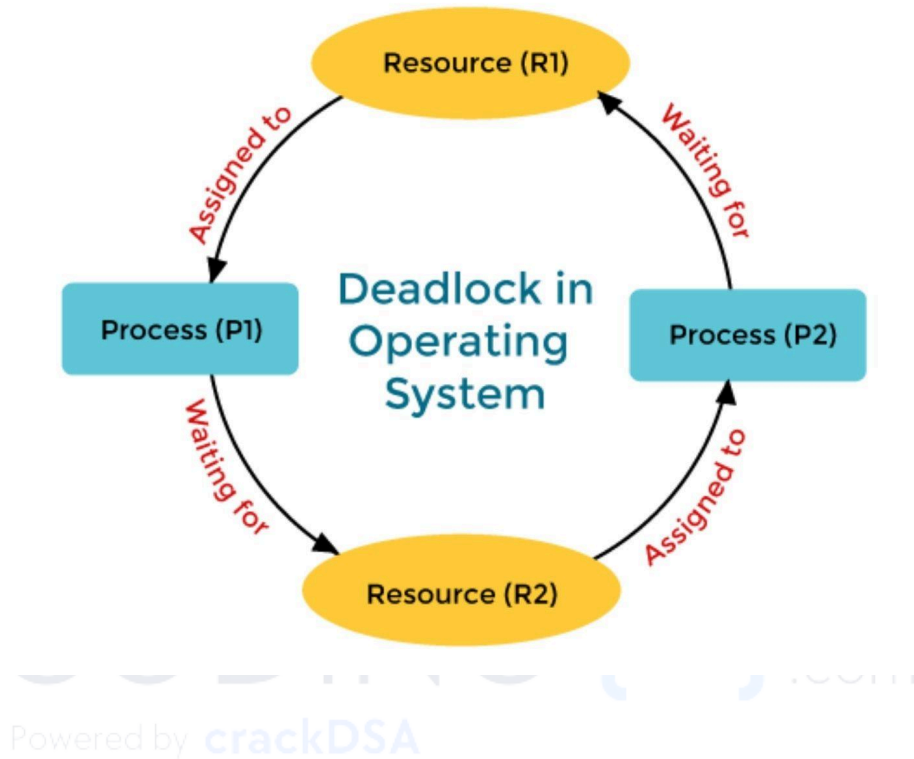 Resource (R1)
Assigned to
Waiting for
Deadlock in
Operating
System
Process (P1)
Process (P2)
Waiting for
Assigned to
Resource (R2)
.com
Powered by crackDSA